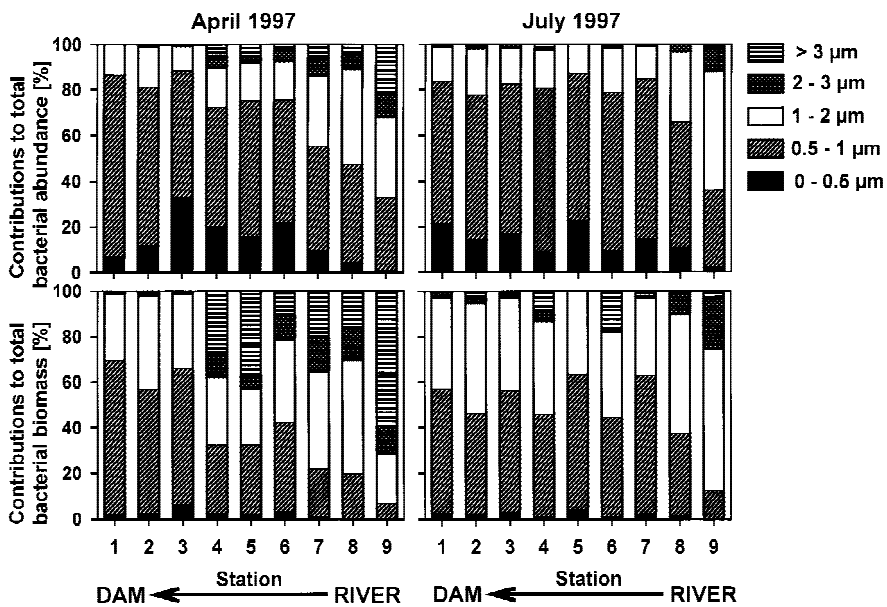 April 1997
July 1997
Contributions to total
bacterial abundance [%]
100
80
60
40
20
0
> 3 µm
2 - 3 µm
1 - 2 µm
0.5 - 1 µm
0 - 0.5 µm
Contributions to total
bacterial biomass [%]
100
80
60
40
20
0
1 2 3 4 5 6 7 8 9
1 2 3 4 5 6 7 8 9
Station
Station
DAM RIVER
DAM RIVER